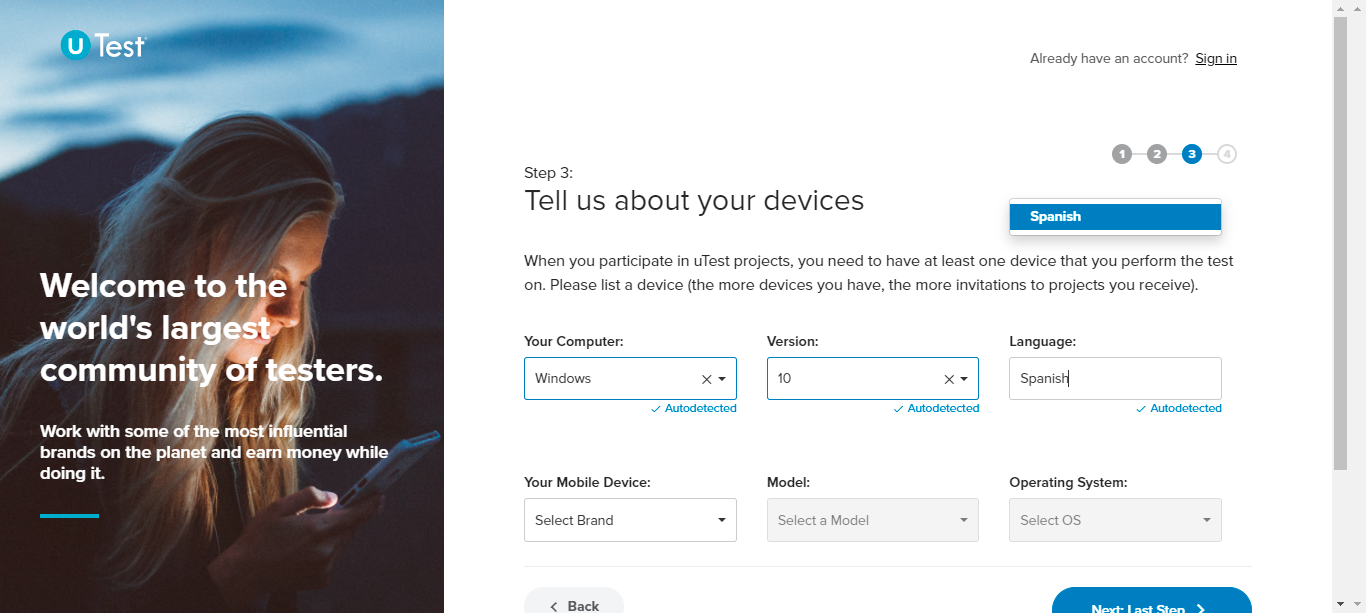 uTest
Already have an account? Sign in
1 2 3 4
Step 3:
Tell us about your devices
Spanish
When you participate in uTest projects, you need to have at least one device that you perform the test
on. Please list a device (the more devices you have, the more invitations to projects you receive).
Welcome to the
world's largest
community of testers.
Work with some of the most influential
brands on the planet and earn money while
doing it.
Your Computer: Version: Language:
Windows 10 Spanish
Autodetected Autodetected Autodetected
Your Mobile Device: Model: Operating System:
Select Brand Select a Model Select OS
Back Next: Last Step